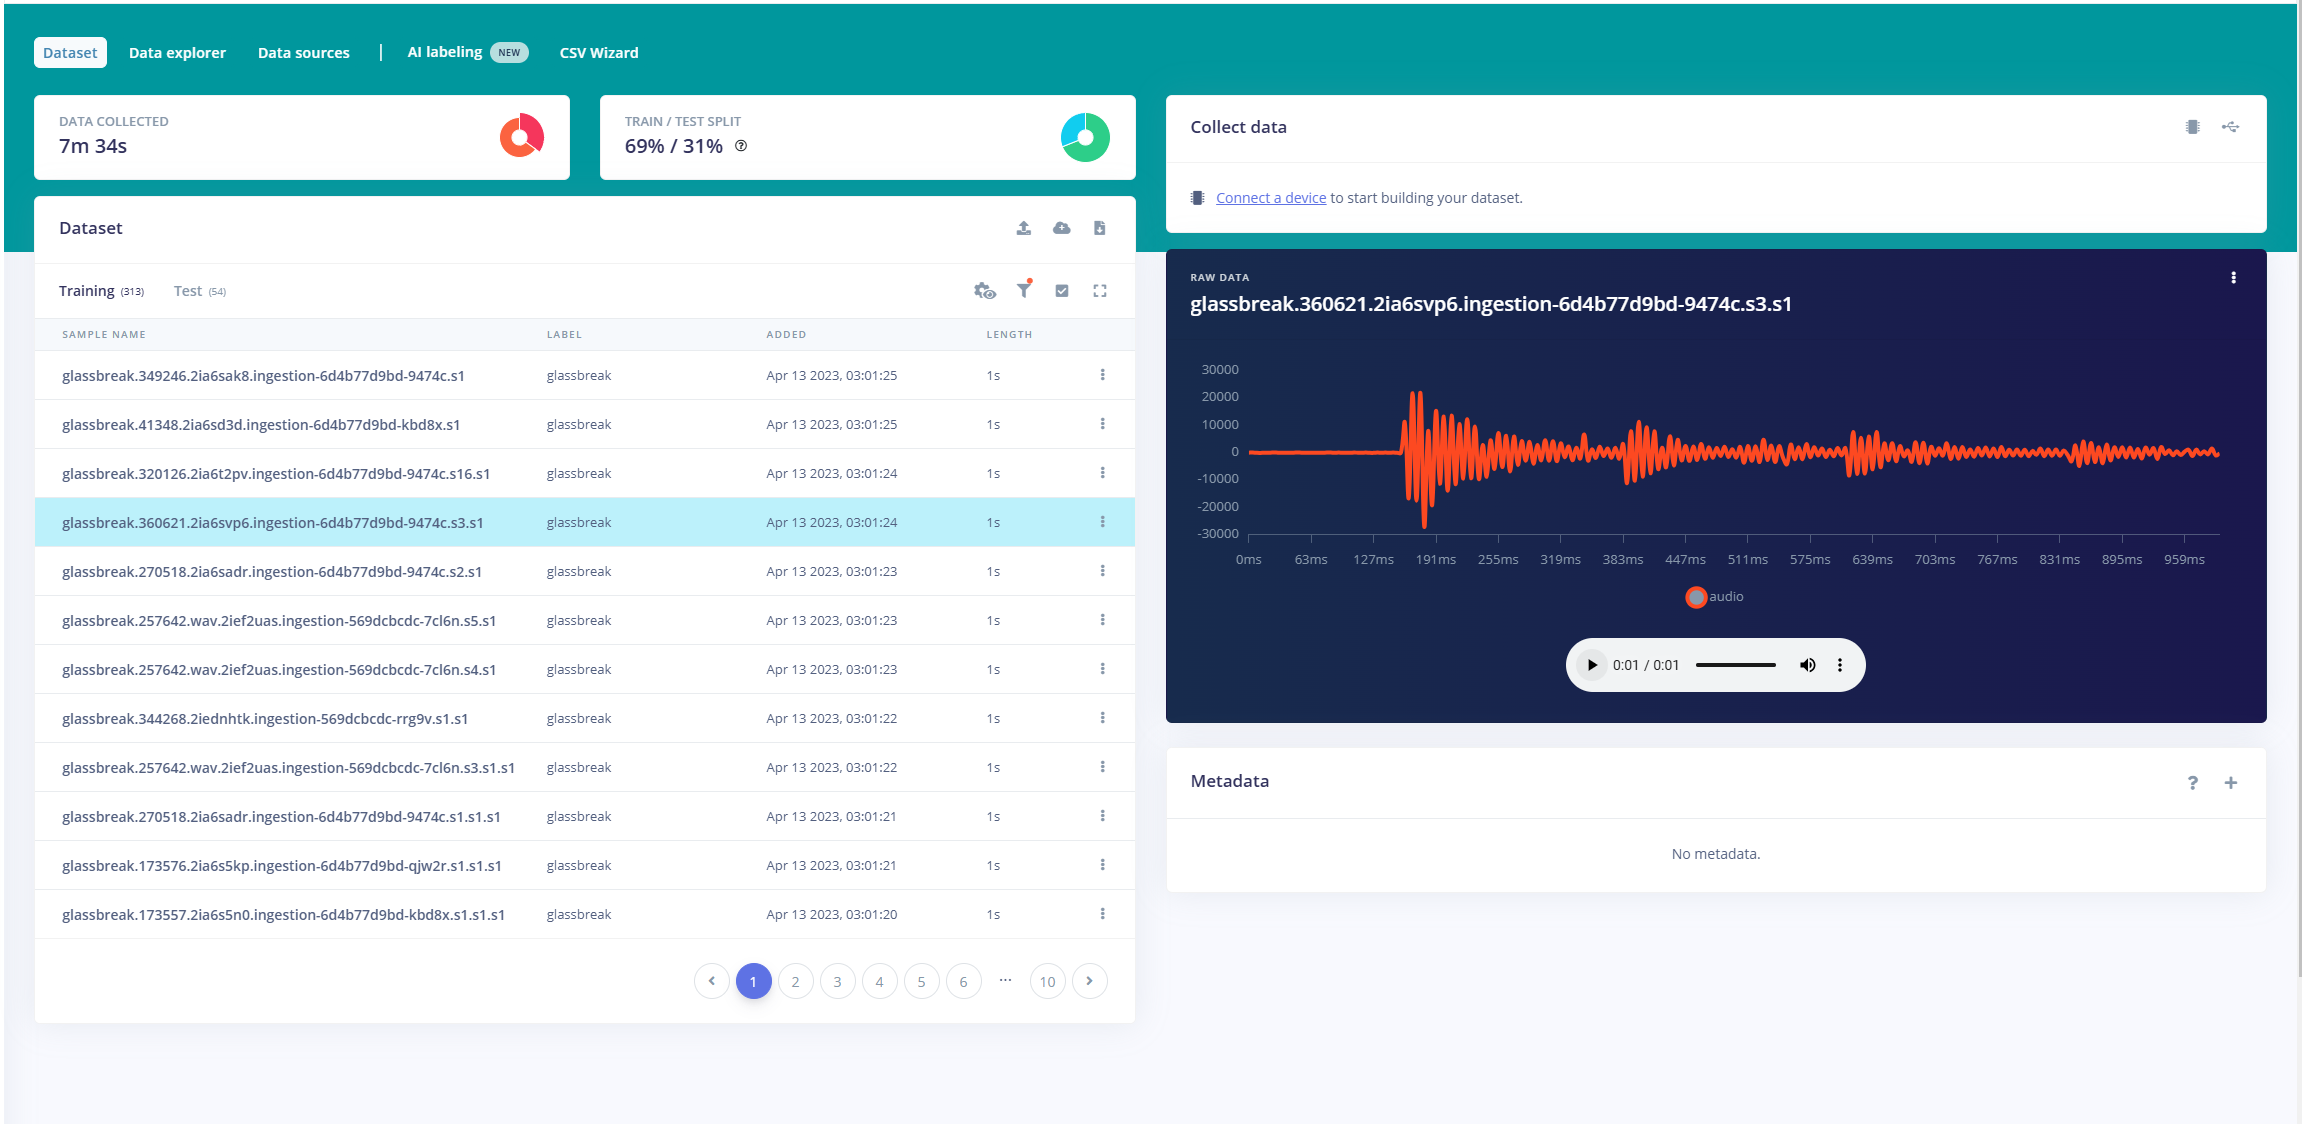 Dataset Data explorer Data sources | AI labeling NEW CSV Wizard
DATA COLLECTED
7m 34s
TRAIN / TEST SPLIT
69% / 31% ?
Dataset
Training (313) Test (54)
SAMPLE NAME LABEL ADDED LENGTH
glassbreak.349246.2ia6sak8.ingestion-6d4b77d9bd-9474c.s1 glassbreak Apr 13 2023, 03:01:25 1s
glassbreak.41348.2ia6sd3d.ingestion-6d4b77d9bd-kbd8x.s1 glassbreak Apr 13 2023, 03:01:25 1s
glassbreak.320126.2ia6t2pv.ingestion-6d4b77d9bd-9474c.s16.s1 glassbreak Apr 13 2023, 03:01:24 1s
glassbreak.360621.2ia6svp6.ingestion-6d4b77d9bd-9474c.s3.s1 glassbreak Apr 13 2023, 03:01:24 1s
glassbreak.270518.2ia6sadr.ingestion-6d4b77d9bd-9474c.s2.s1 glassbreak Apr 13 2023, 03:01:23 1s
glassbreak.257642.wav.2ief2uas.ingestion-569dcbcdc-7cl6n.s5.s1 glassbreak Apr 13 2023, 03:01:23 1s
glassbreak.257642.wav.2ief2uas.ingestion-569dcbcdc-7cl6n.s4.s1 glassbreak Apr 13 2023, 03:01:23 1s
glassbreak.344268.2iednhtk.ingestion-569dcbcdc-rrg9v.s1.s1 glassbreak Apr 13 2023, 03:01:22 1s
glassbreak.257642.wav.2ief2uas.ingestion-569dcbcdc-7cl6n.s3.s1.s1 glassbreak Apr 13 2023, 03:01:22 1s
glassbreak.270518.2ia6sadr.ingestion-6d4b77d9bd-9474c.s1.s1.s1 glassbreak Apr 13 2023, 03:01:21 1s
glassbreak.173576.2ia6s5kp.ingestion-6d4b77d9bd-qjw2r.s1.s1.s1 glassbreak Apr 13 2023, 03:01:21 1s
glassbreak.173557.2ia6s5n0.ingestion-6d4b77d9bd-kbd8x.s1.s1.s1 glassbreak Apr 13 2023, 03:01:20 1s
1 2 3 4 5 6 ... 10
Collect data
Connect a device to start building your dataset.
RAW DATA
glassbreak.360621.2ia6svp6.ingestion-6d4b77d9bd-9474c.s3.s1
30000
20000
10000
0
-10000
-20000
-30000
0ms 63ms 127ms 191ms 255ms 319ms 383ms 447ms 511ms 575ms 639ms 703ms 767ms 831ms 895ms 959ms
audio
0:01 / 0:01
Metadata ? +
No metadata.